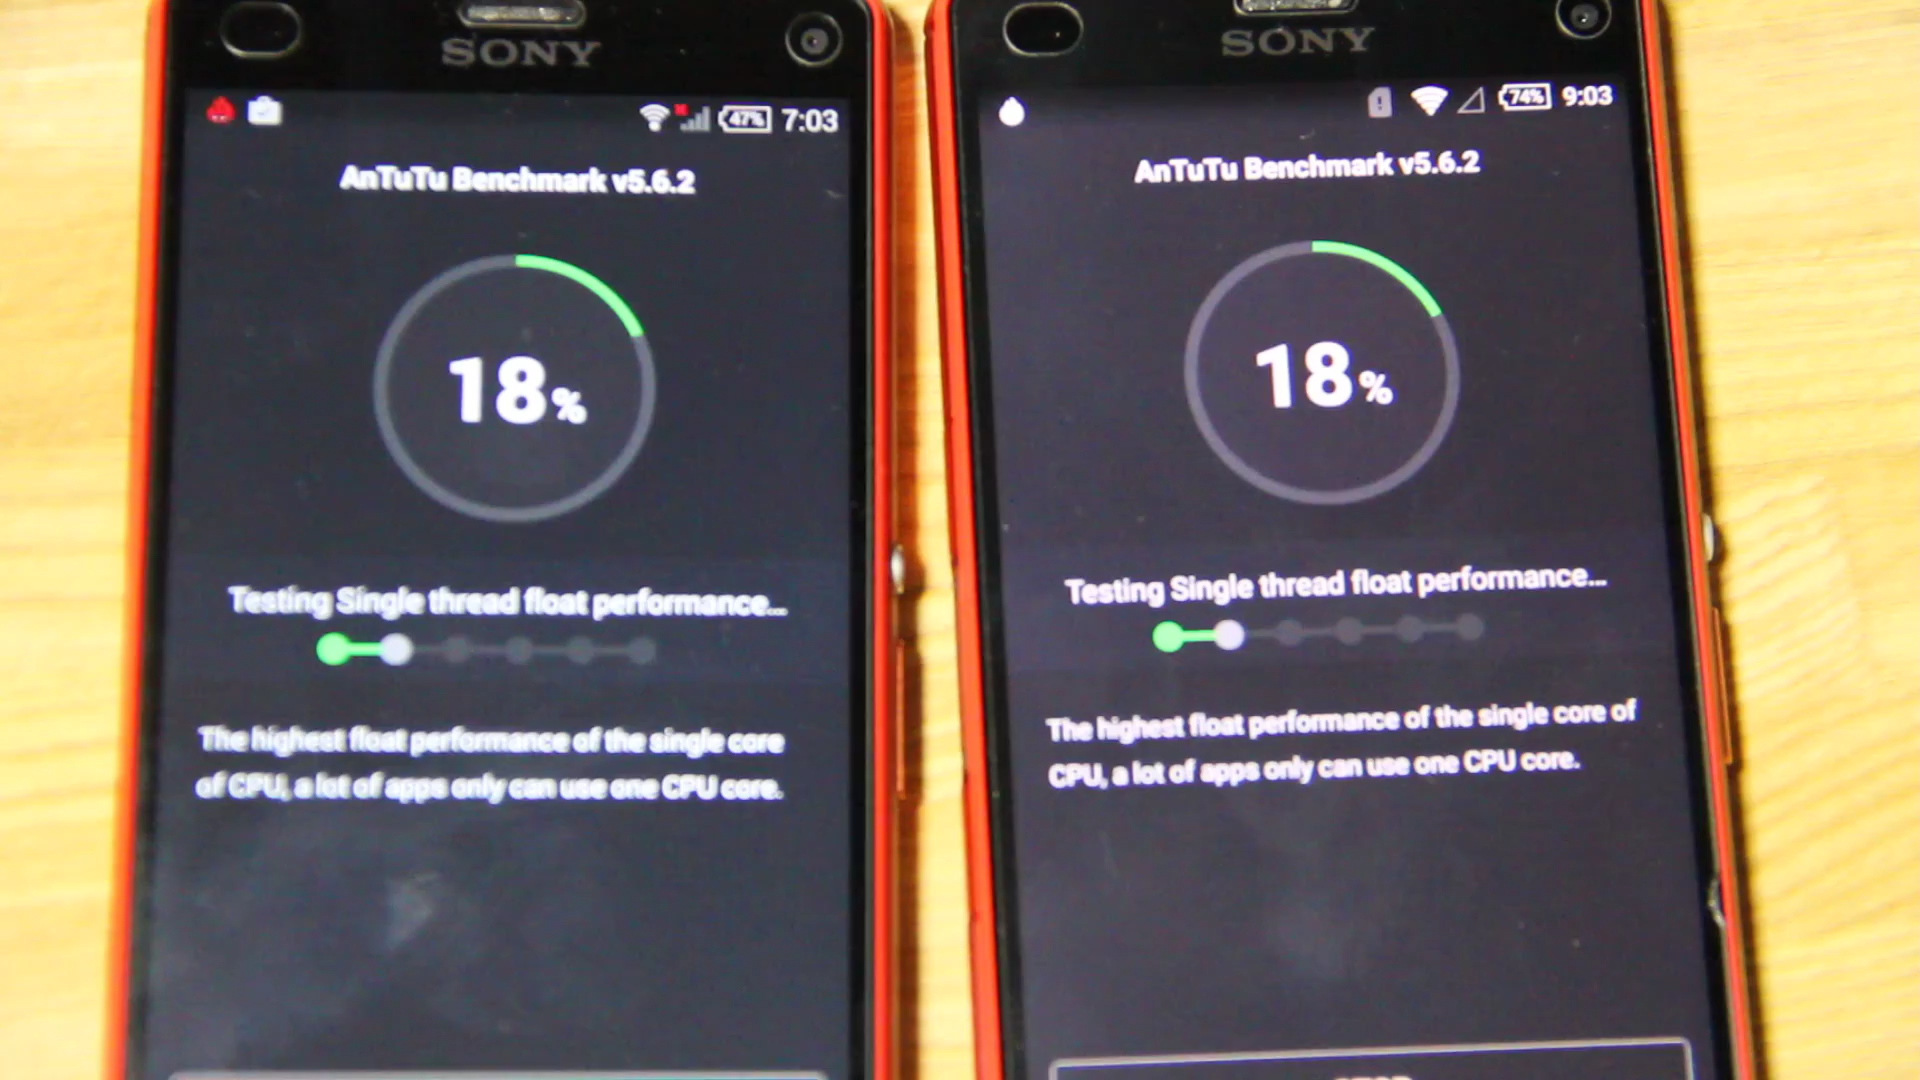 SONY
47% 7:03
AnTuTu Benchmark v5.6.2
18%
Testing Single thread float performance...
The highest float performance of the single core
of CPU, a lot of apps only can use one CPU core.
SONY
74% 9:03
AnTuTu Benchmark v5.6.2
18%
Testing Single thread float performance...
The highest float performance of the single core of
CPU, a lot of apps only can use one CPU core.